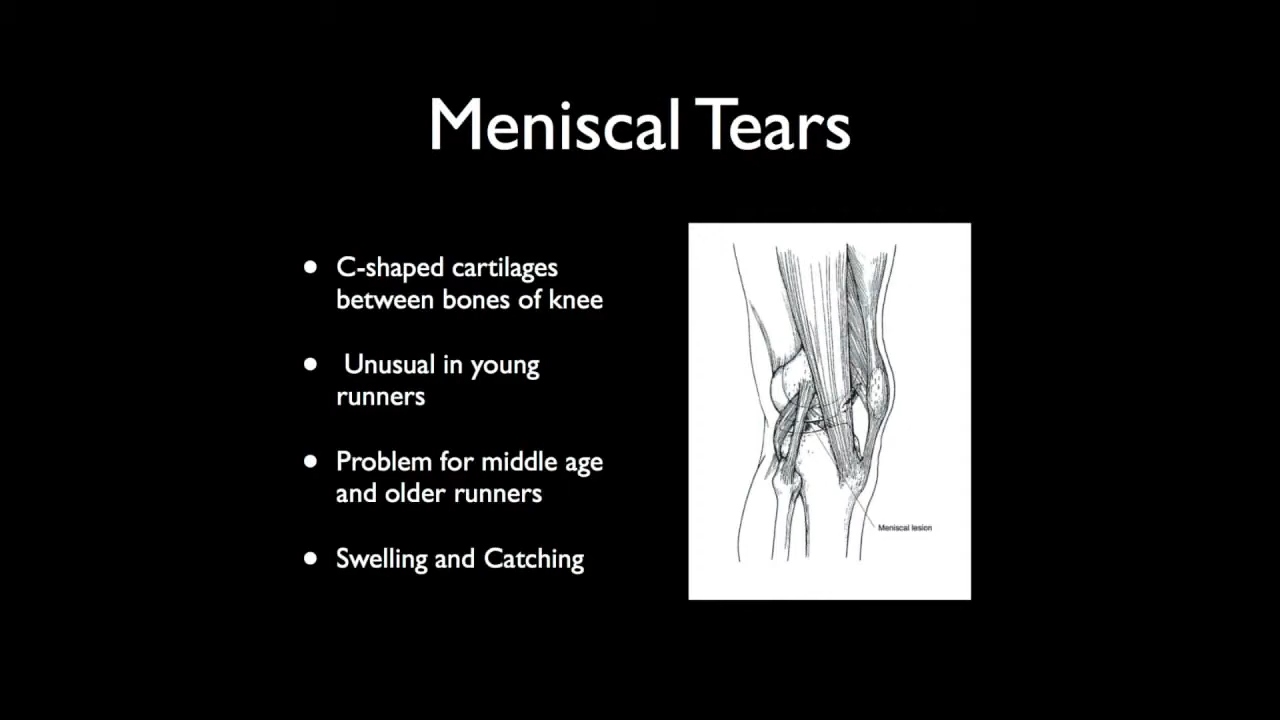 Meniscal Tears
• C-shaped cartilages
between bones of knee
• Unusual in young
runners
• Problem for middle age
and older runners
• Swelling and Catching
Meniscal lesion